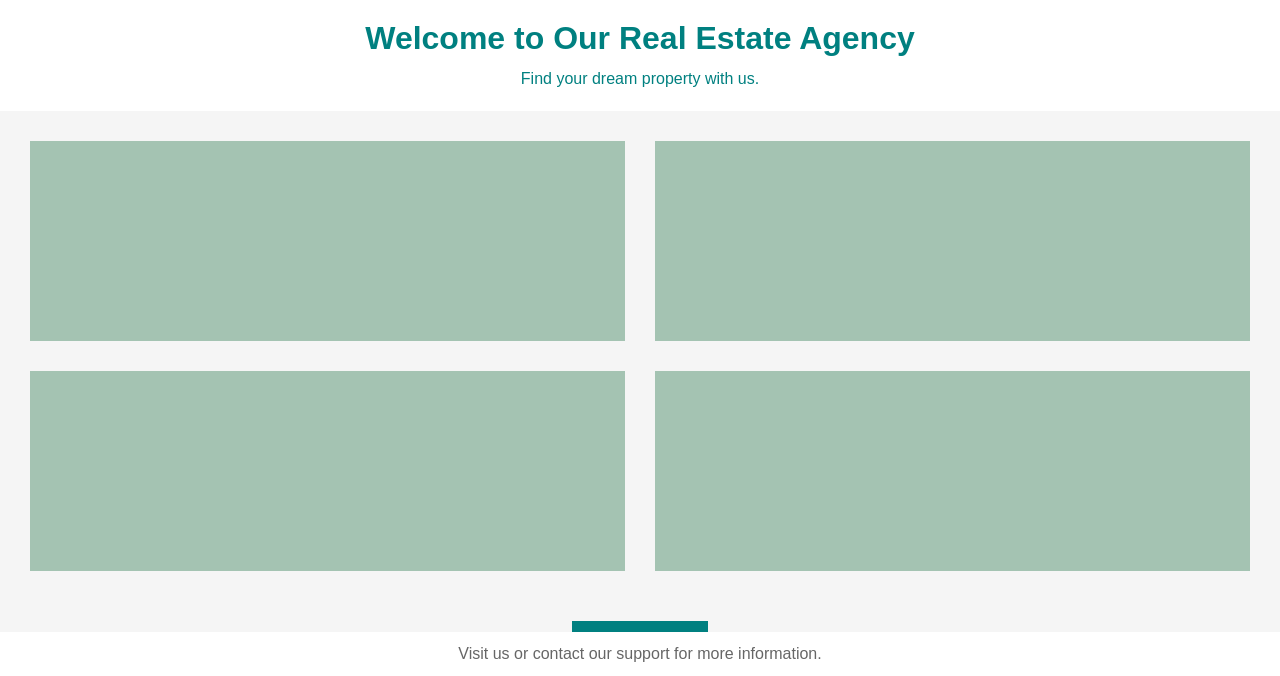 Welcome to Our Real Estate Agency
Find your dream property with us.
Visit us or contact our support for more information.